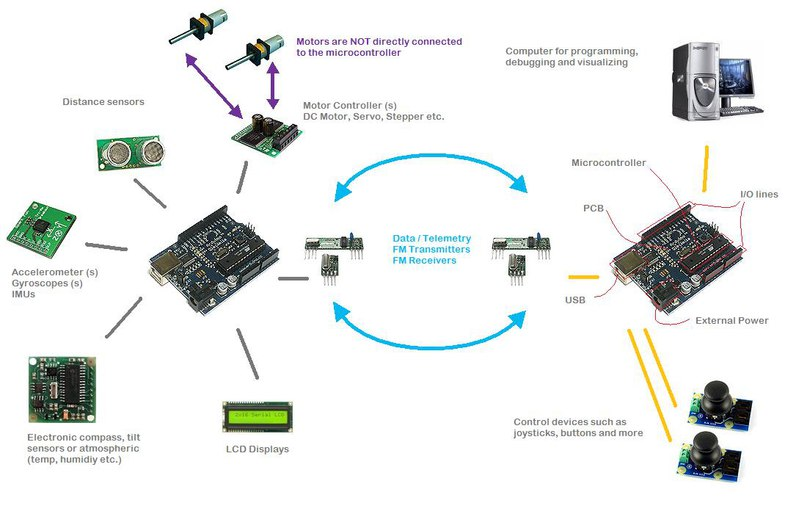 Motors are NOT directly connected
to the microcontroller
Computer for programming,
debugging and visualizing
Distance sensors
Motor Controller (s)
DC Motor, Servo, Stepper etc.
Microcontroller
I/O lines
PCB
Data / Telemetry
FM Transmitters
FM Receivers
Accelerometer (s)
Gyroscopes (s)
IMUs
USB
External Power
2x16 Serial LCD
Electronic compass, tilt
sensors or atmospheric
(temp, humidiy etc.)
LCD Displays
Control devices such as
joysticks, buttons and more